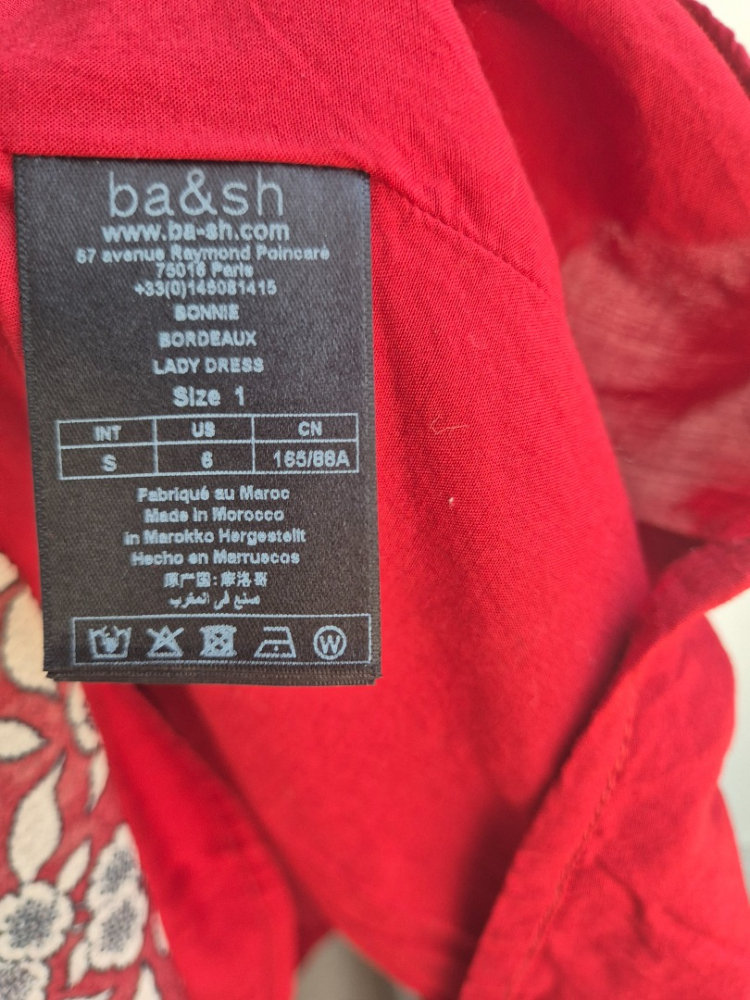 ba&sh
www.ba-sh.com
67 avenue Raymond Poincaré
75016 Paris
+33(0)145081415
BONNIE
BORDEAUX
LADY DRESS
Size 1
INT US CN
S 6 165/88A
Fabriqué au Maroc
Made in Morocco
in Marokko Hergestellt
Hecho en Marruecos
原产国: 摩洛哥
صنع في المغرب
W